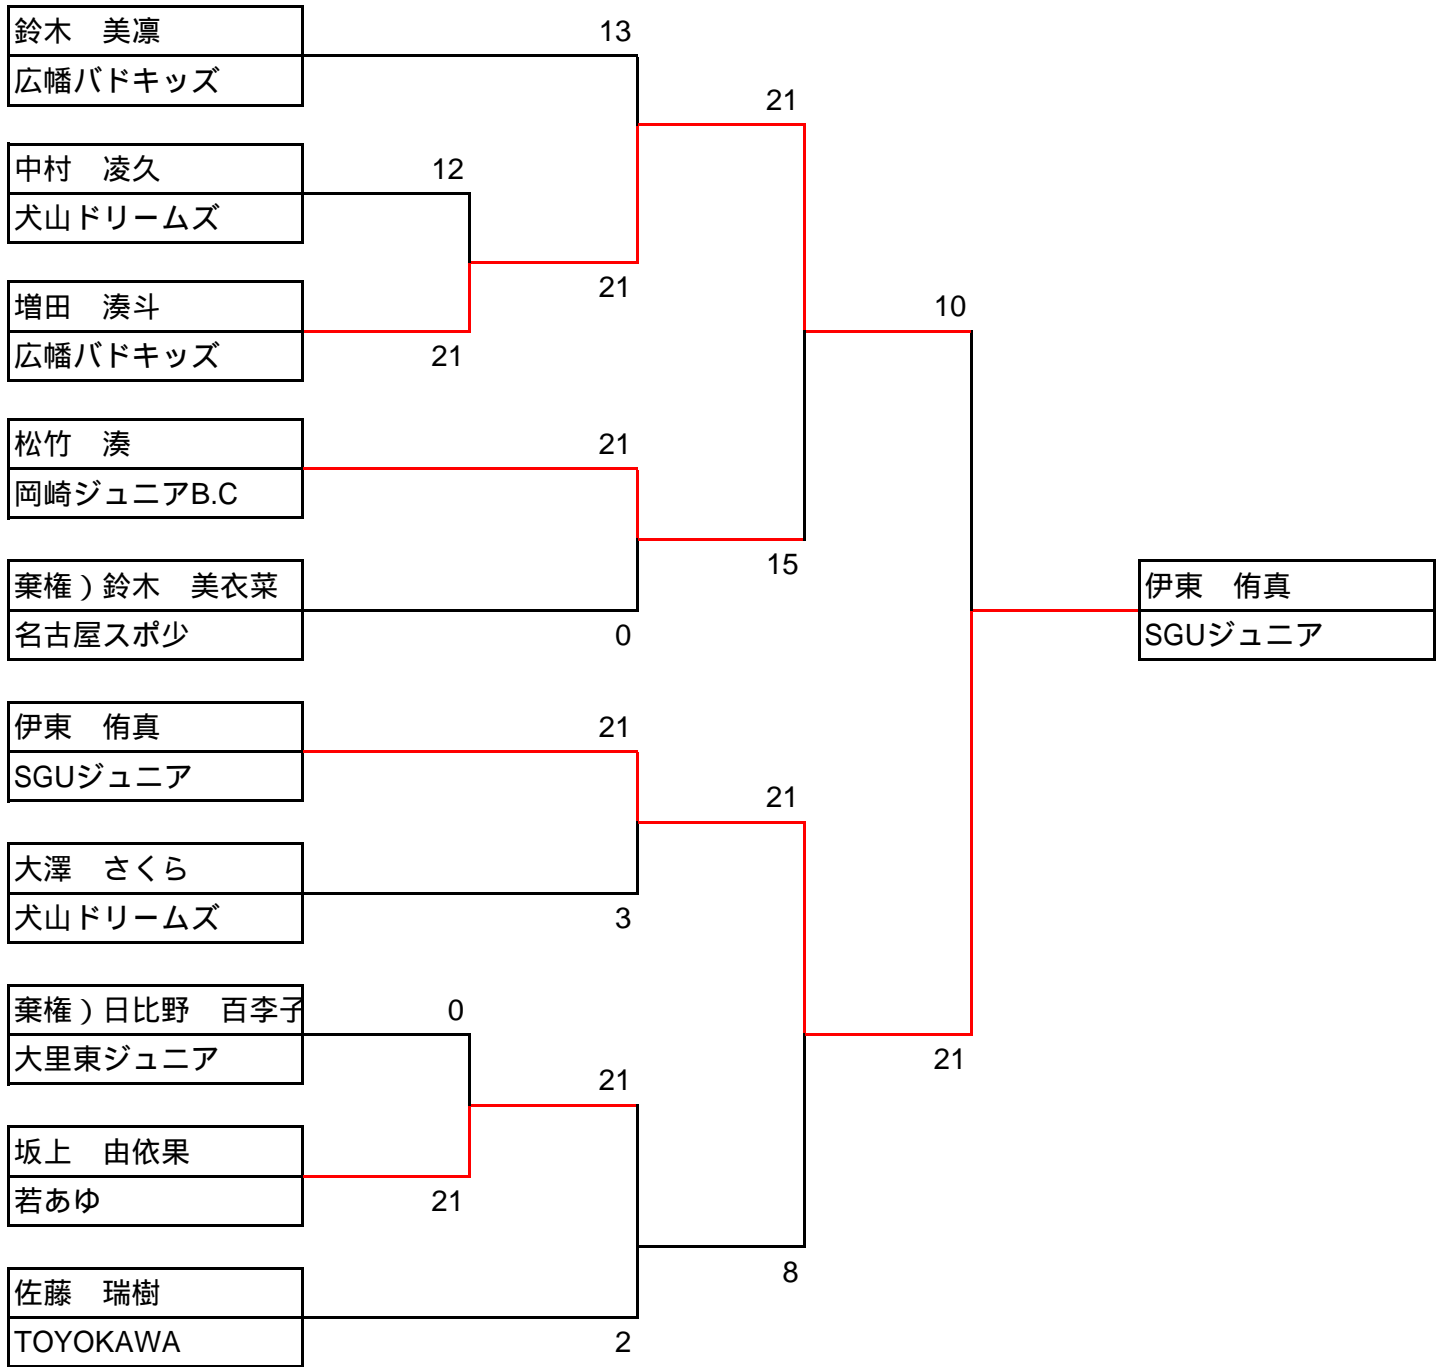 鈴木　美凛
13
広幡バドキッズ
21
中村　凌久
12
犬山ドリームズ
21
増田　湊斗
10
広幡バドキッズ
21
松竹　湊
21
岡崎ジュニアB.C
15
棄権）鈴木　美衣菜
伊東　侑真
名古屋スポ少
0
SGUジュニア
伊東　侑真
21
SGUジュニア
21
大澤　さくら
犬山ドリームズ
3
棄権）日比野　百李子
0
大里東ジュニア
21
21
坂上　由依果
若あゆ
21
8
佐藤　瑞樹
TOYOKAWA
2